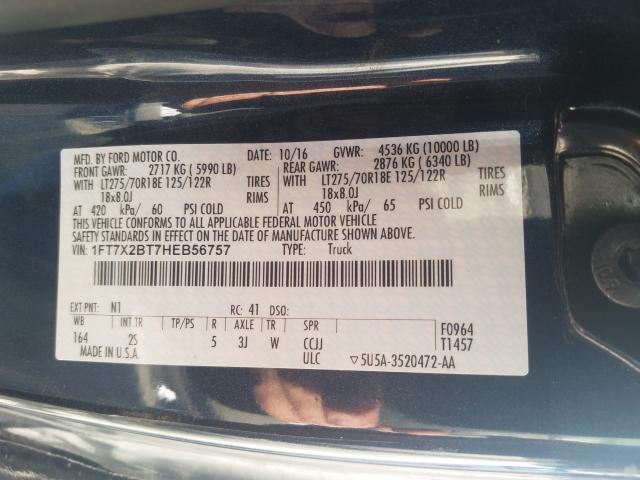 MFD. BY FORD MOTOR CO. DATE: 10/16 GVWR: 4536 KG (10000 LB)
FRONT GAWR: 2717 KG ( 5990 LB) REAR GAWR: 2876 KG ( 6340 LB)
WITH LT275/70R18E 125/122R TIRES WITH LT275/70R18E 125/122R TIRES
18x8.0J RIMS 18x8.0J RIMS
AT 420 kPa/ 60 PSI COLD AT 450 kPa/ 65 PSI COLD
THIS VEHICLE CONFORMS TO ALL APPLICABLE FEDERAL MOTOR VEHICLE
SAFETY STANDARDS IN EFFECT ON THE DATE OF MANUFACTURE SHOWN ABOVE
VIN: 1FT7X2BT7HEB56757 TYPE: Truck
EXT PNT: N1 RC: 41 DSO:
WB INT TR TP/PS R AXLE TR SPR F0964
164 2S 5 3J W CCJJ T1457
MADE IN U.S.A. ULC ▽5U5A-3520472-AA